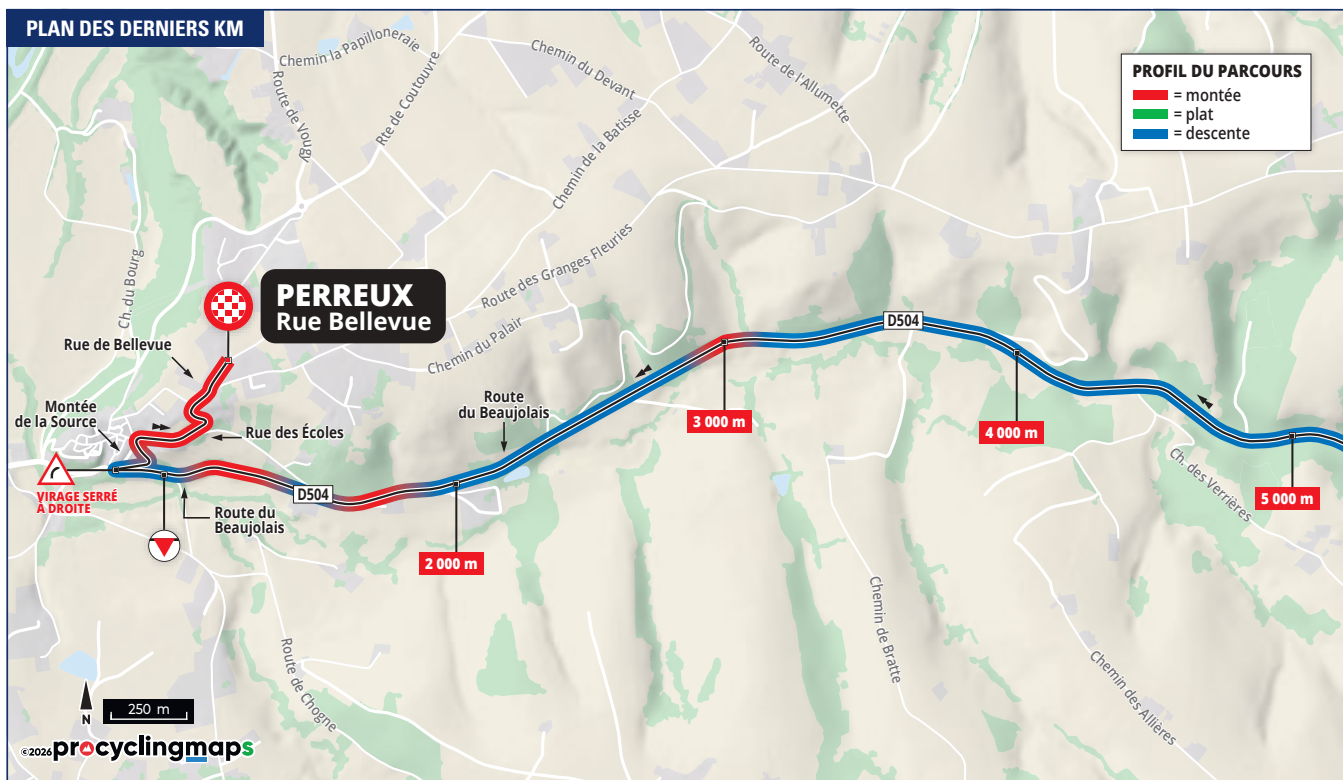 PLAN DES DERNIERS KM
Chemin la Papilloneraie
Route de Vougy
Rte de Coutouvre
Chemin du Devant
Route de l'Allumette
Chemin de la Batisse
PROFIL DU PARCOURS
= montée
= plat
= descente
Ch. du Bourg
Route des Granges Fleuries
PERREUX
Rue Bellevue
Rue de Bellevue
Chemin du Palair
D504
Montée
de la Source
Route
du Beaujolais
3 000 m
4 000 m
Rue des Écoles
VIRAGE SERRÉ
À DROITE
D504
Route du
Beaujolais
Ch. des Verrières
5 000 m
2 000 m
Chemin de Bratte
Route de Chogne
Chemin des Allières
N
250 m
©2026 procyclingmaps